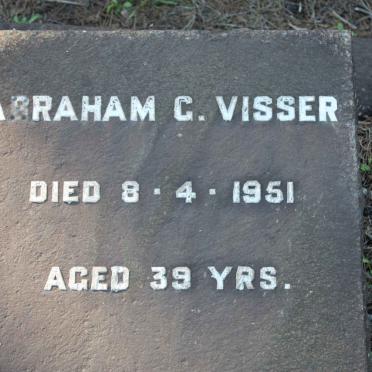 ABRAHAM G. VISSER
DIED 8 · 4 · 1951
AGED 39 YRS.